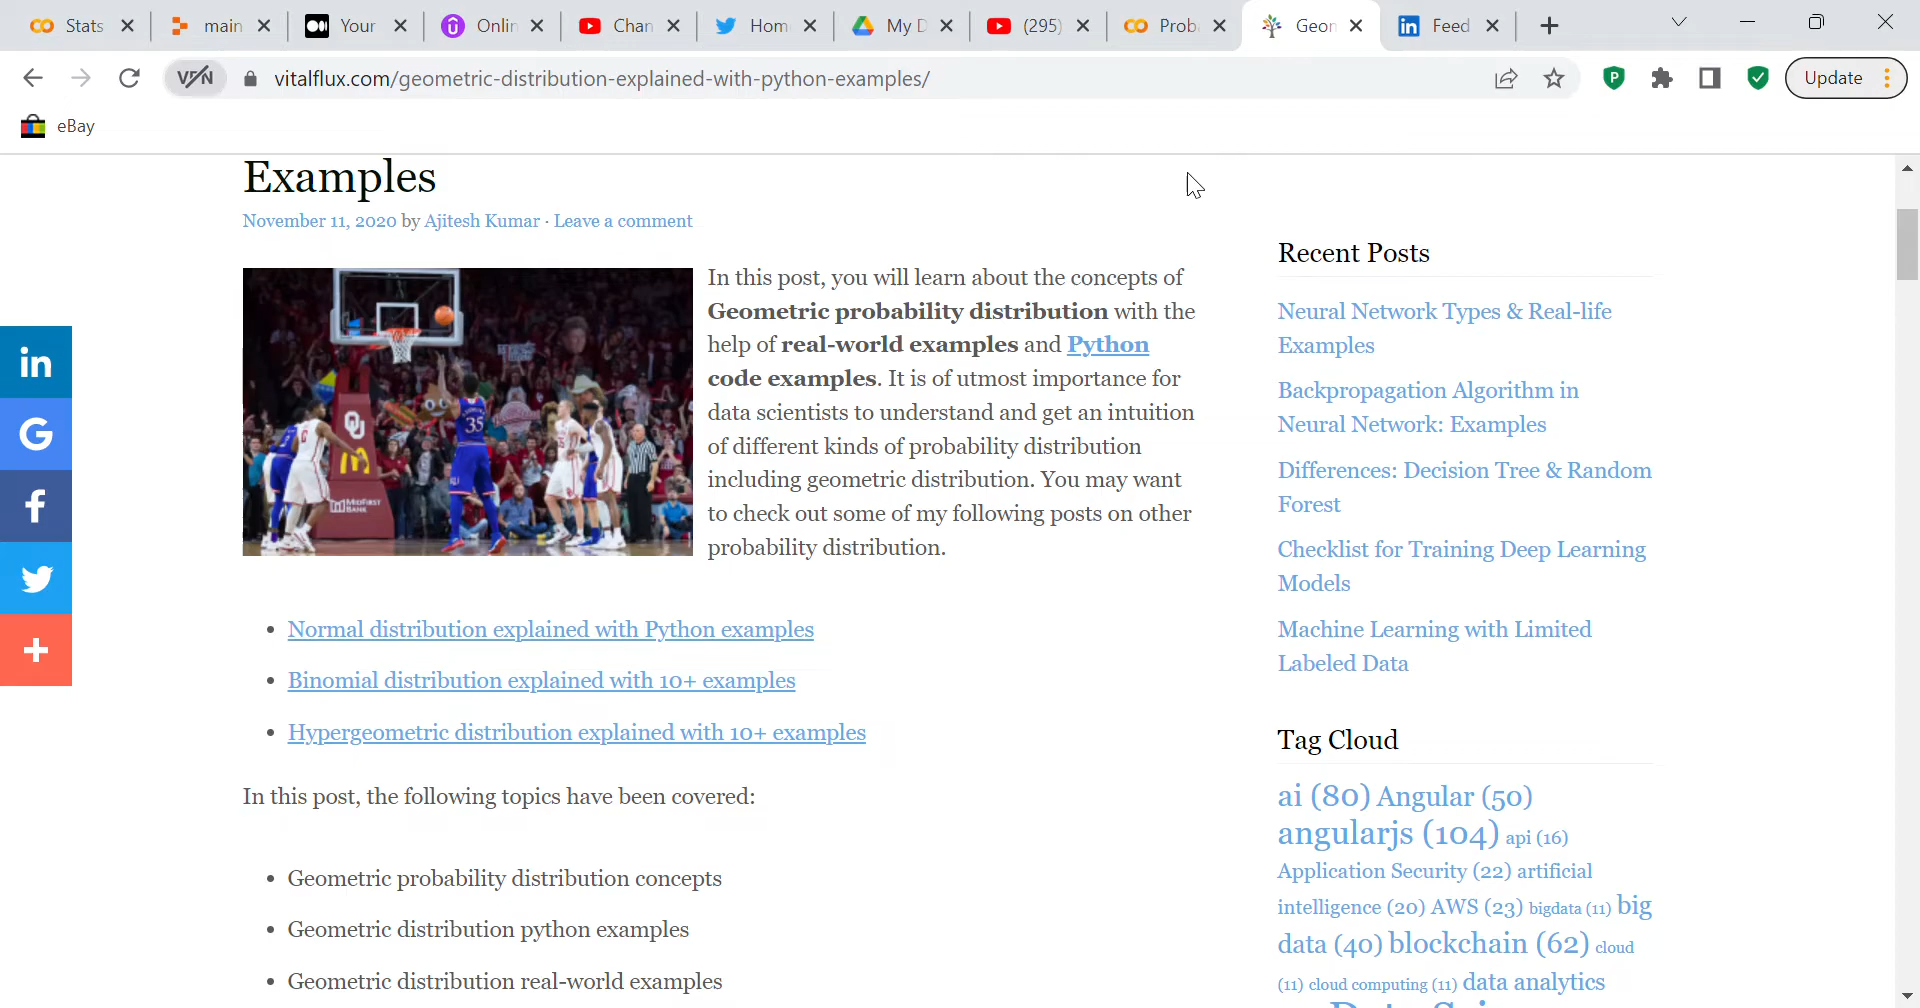 Stats
main
Your
Onlin
Chan
Hom
My D
(295)
Prob
Geon
Feed
VPN
vitalflux.com/geometric-distribution-explained-with-python-examples/
P
Update
eBay
Examples
November 11, 2020 by Ajitesh Kumar · Leave a comment
OU
35
MIDFIRST
BANK
In this post, you will learn about the concepts of
Geometric probability distribution with the
help of real-world examples and Python
code examples. It is of utmost importance for
data scientists to understand and get an intuition
of different kinds of probability distribution
including geometric distribution. You may want
to check out some of my following posts on other
probability distribution.
• Normal distribution explained with Python examples
• Binomial distribution explained with 10+ examples
• Hypergeometric distribution explained with 10+ examples
In this post, the following topics have been covered:
• Geometric probability distribution concepts
• Geometric distribution python examples
• Geometric distribution real-world examples
in
G
f
+
Recent Posts
Neural Network Types & Real-life
Examples
Backpropagation Algorithm in
Neural Network: Examples
Differences: Decision Tree & Random
Forest
Checklist for Training Deep Learning
Models
Machine Learning with Limited
Labeled Data
Tag Cloud
ai (80) Angular (50)
angularjs (104) api (16)
Application Security (22) artificial
intelligence (20) AWS (23) bigdata (11) big
data (40) blockchain (62) cloud
(11) cloud computing (11) data analytics